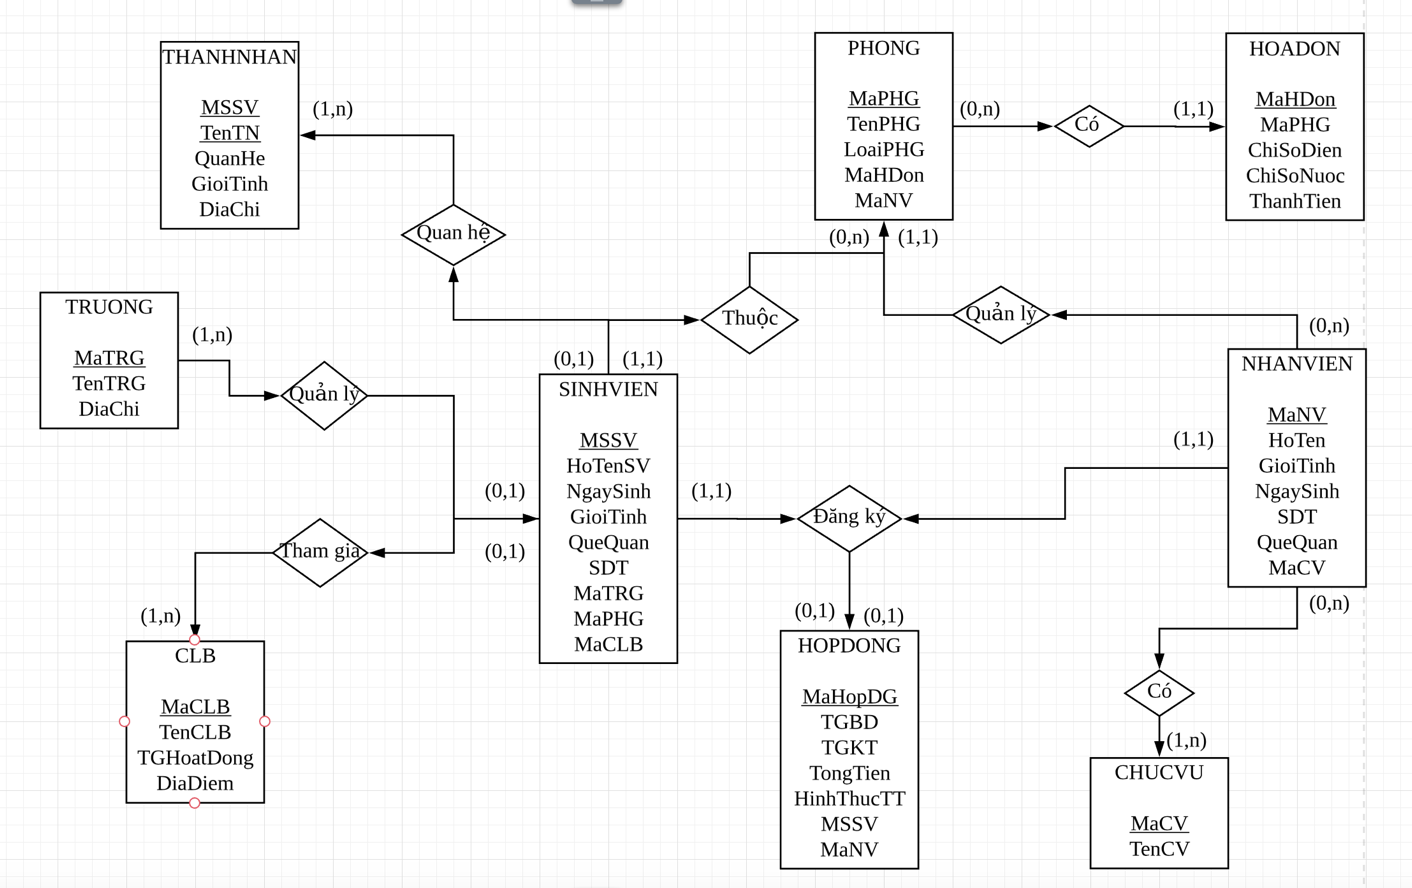 THANHNHAN
MSSV
TenTN
QuanHe
GioiTinh
DiaChi
(1,n)
Quan hệ
PHONG
MaPHG
TenPHG
LoaiPHG
MaHDon
MaNV
(0,n)
Có
(1,1)
HOADON
MaHDon
MaPHG
ChiSoDien
ChiSoNuoc
ThanhTien
(0,n)
(1,1)
Thuộc
Quản lý
(0,n)
TRUONG
MaTRG
TenTRG
DiaChi
(1,n)
Quản lý
(0,1)
(1,1)
SINHVIEN
MSSV
HoTenSV
NgaySinh
GioiTinh
QueQuan
SDT
MaTRG
MaPHG
MaCLB
(0,1)
(0,1)
(1,1)
Đăng ký
(1,1)
NHANVIEN
MaNV
HoTen
GioiTinh
NgaySinh
SDT
QueQuan
MaCV
(0,n)
Tham gia
(1,n)
CLB
MaCLB
TenCLB
TGHoatDong
DiaDiem
(0,1)
(0,1)
HOPDONG
MaHopDG
TGBD
TGKT
TongTien
HinhThucTT
MSSV
MaNV
Có
(1,n)
CHUCVU
MaCV
TenCV